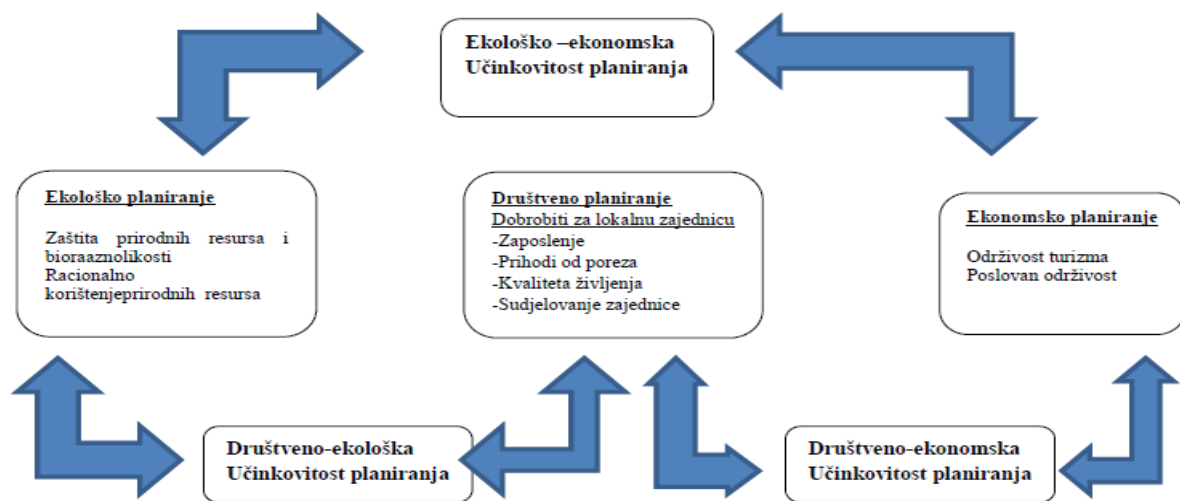 Ekološko –ekonomska
Učinkovitost planiranja
Ekološko planiranje
Zaštita prirodnih resursa i
bioraaznolikosti
Racionalno
korištenjeprirodnih resursa
Društveno planiranje
Dobrobiti za lokalnu zajednicu
-Zaposlenje
-Prihodi od poreza
-Kvaliteta življenja
-Sudjelovanje zajednice
Ekonomsko planiranje
Održivost turizma
Poslovan održivost
Društveno-ekološka
Učinkovitost planiranja
Društveno-ekonomska
Učinkovitost planiranja